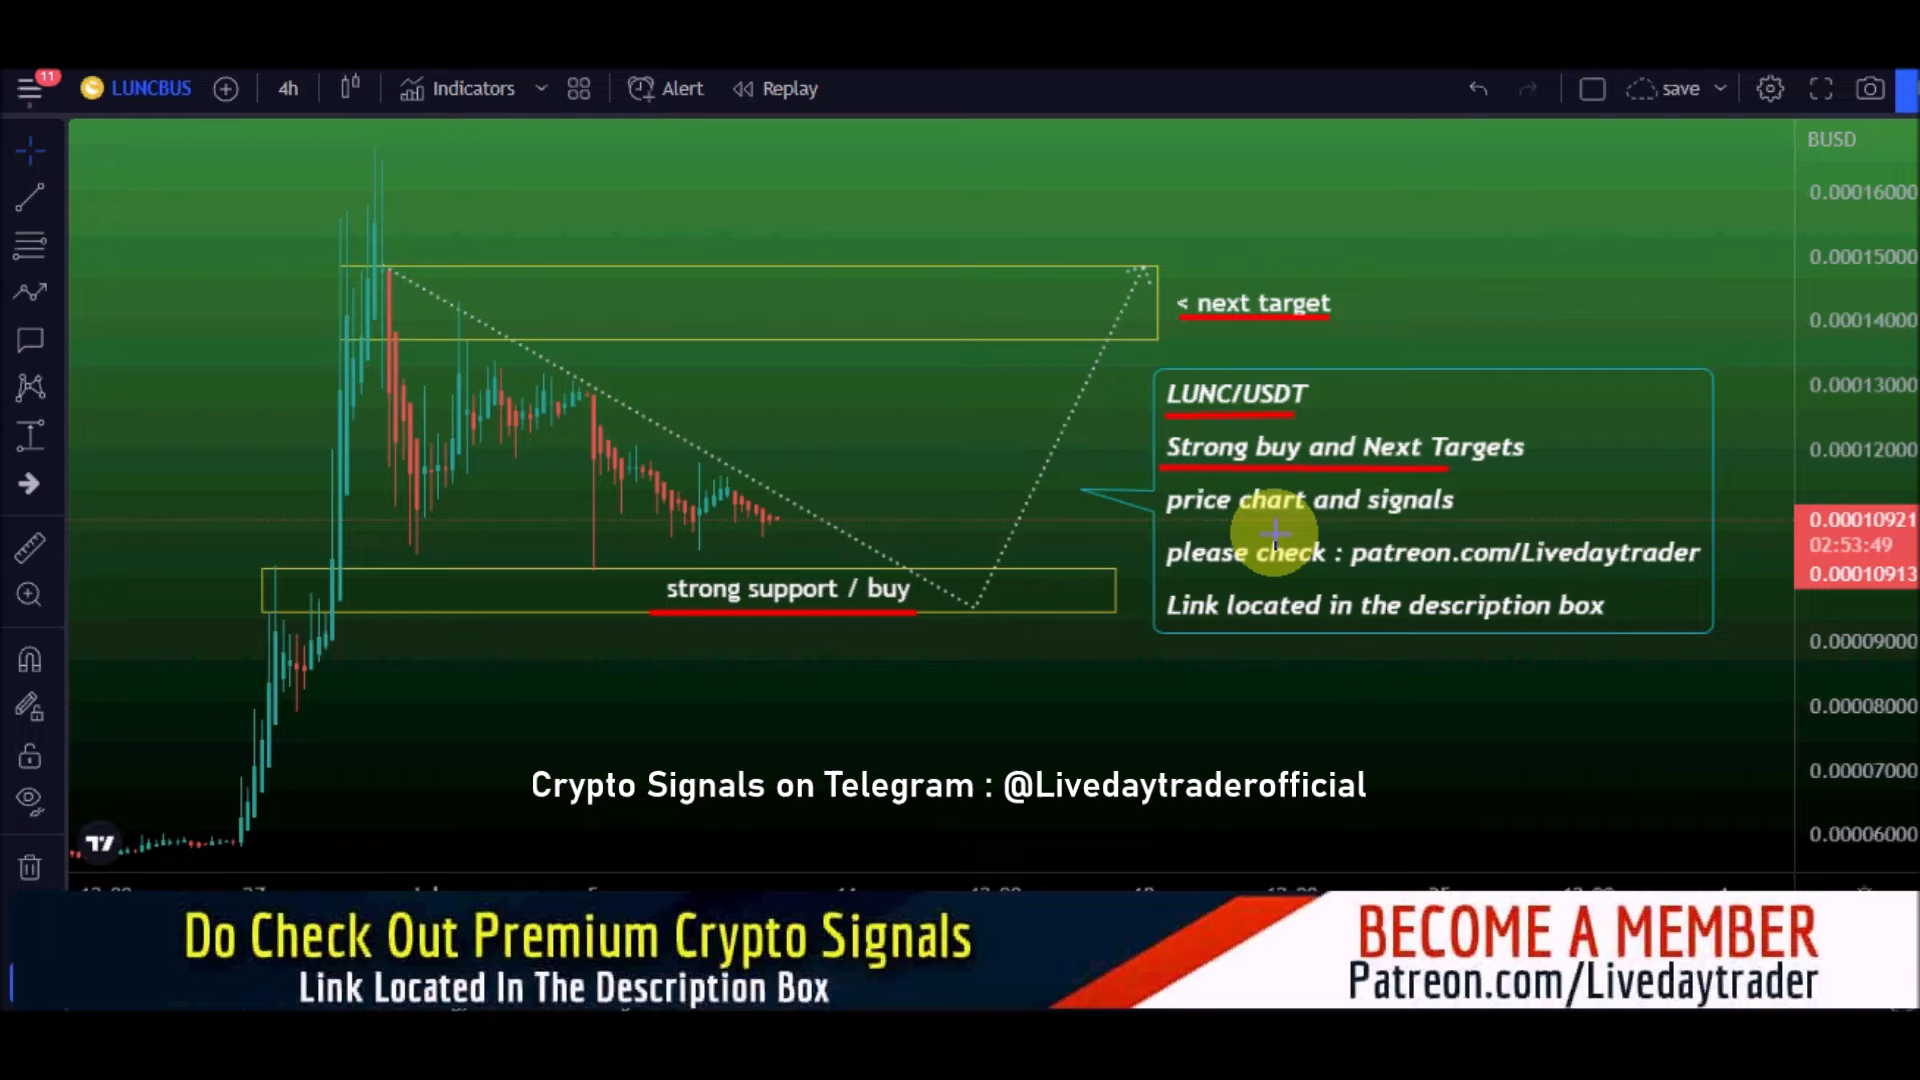 11
LUNCBUS
4h
Indicators
Alert
Replay
save
BUSD
0.00016000
0.00015000
< next target
0.00014000
LUNC/USDT
0.00013000
Strong buy and Next Targets
0.00012000
price chart and signals
0.00010921
02:53:49
please check : patreon.com/Livedaytrader
0.00010913
strong support / buy
Link located in the description box
0.00009000
0.00008000
Crypto Signals on Telegram : @Livedaytraderofficial
0.00007000
0.00006000
Do Check Out Premium Crypto Signals
Link Located In The Description Box
BECOME A MEMBER
Patreon.com/Livedaytrader